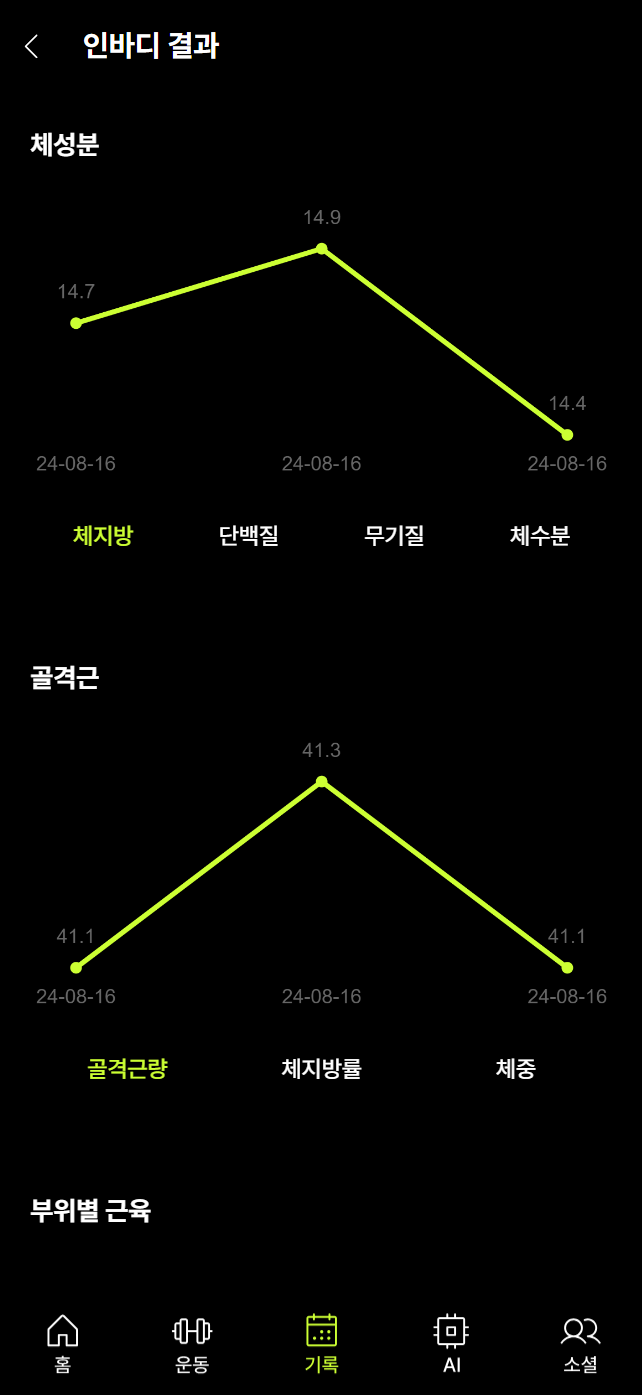 인바디 결과
체성분
14.9
14.7
14.4
24-08-16 24-08-16 24-08-16
체지방 단백질 무기질 체수분
골격근
41.3
41.1 41.1
24-08-16 24-08-16 24-08-16
골격근량 체지방률 체중
부위별 근육
홈 운동 기록 AI 소셜